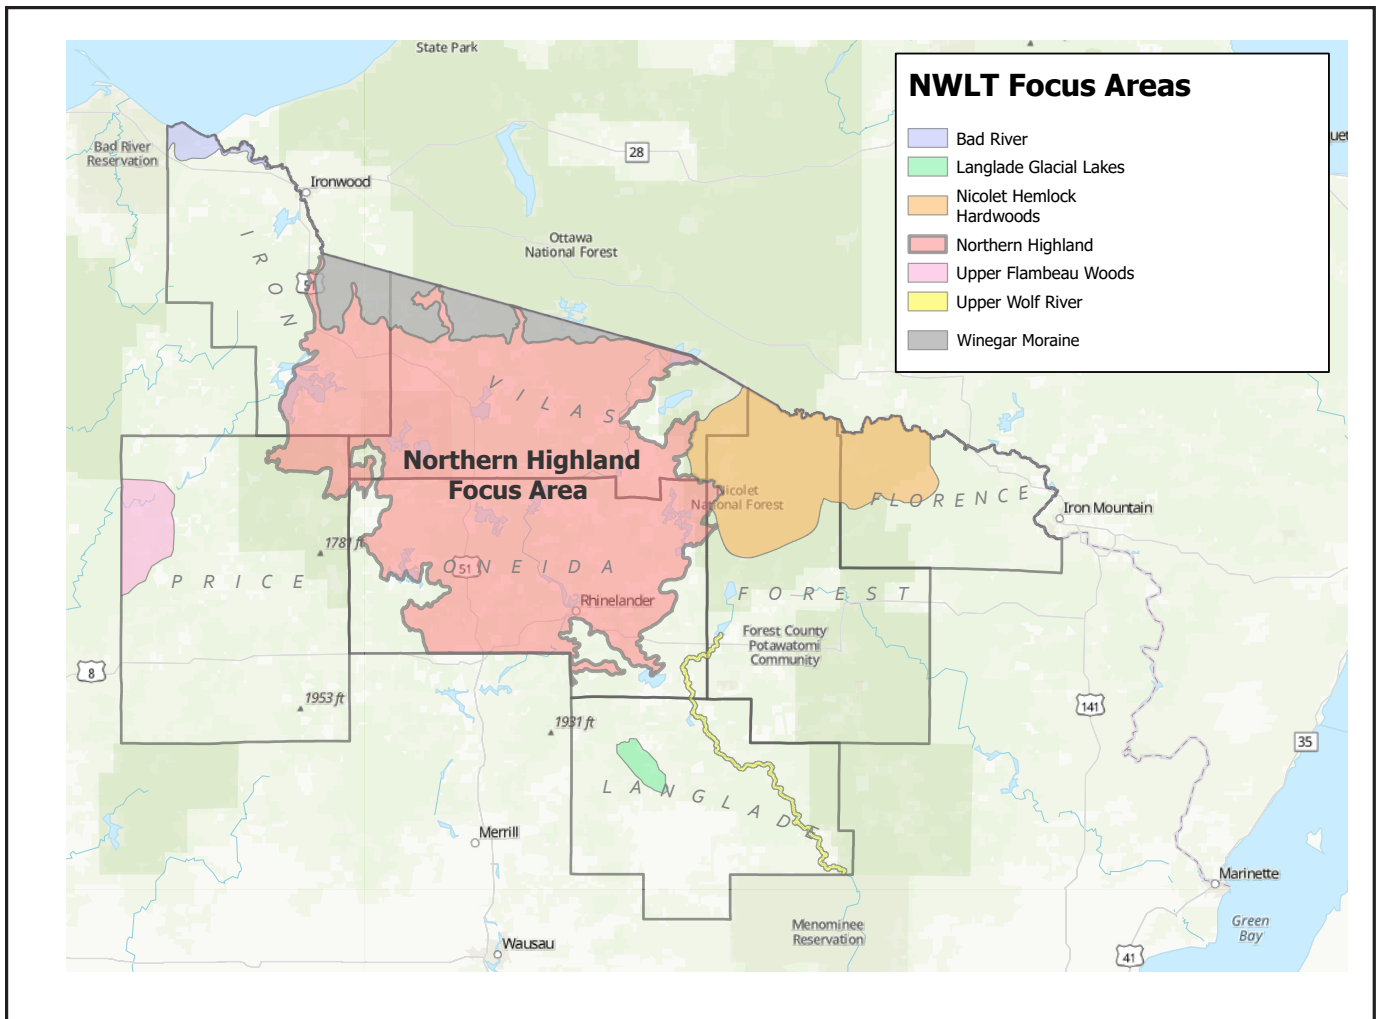 State Park
NWLT Focus Areas
Bad River
Langlade Glacial Lakes
Nicolet Hemlock
Hardwoods
Northern Highland
Upper Flambeau Woods
Upper Wolf River
Winegar Moraine
Bad River
Reservation
28
Ironwood
Ottawa
National Forest
IRON
51
VILAS
Northern Highland
Focus Area
Nicolet
National Forest
FLORENCE
Iron Mountain
1781 ft
PRICE
51
ONEIDA
Rhinelander
FOREST
Forest County
Potawatomi
Community
8
1953 ft
1931 ft
141
35
LANGLADE
Merrill
Marinette
Menominee
Reservation
Green
Bay
Wausau
41